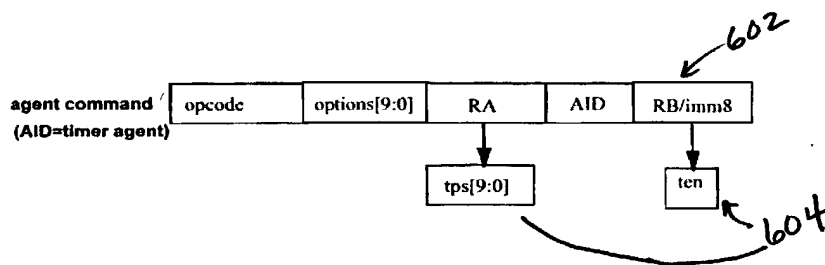 602
agent command
(AID=timer agent)
opcode options[9:0] RA AID RB/imm8
tps[9:0] ten
604